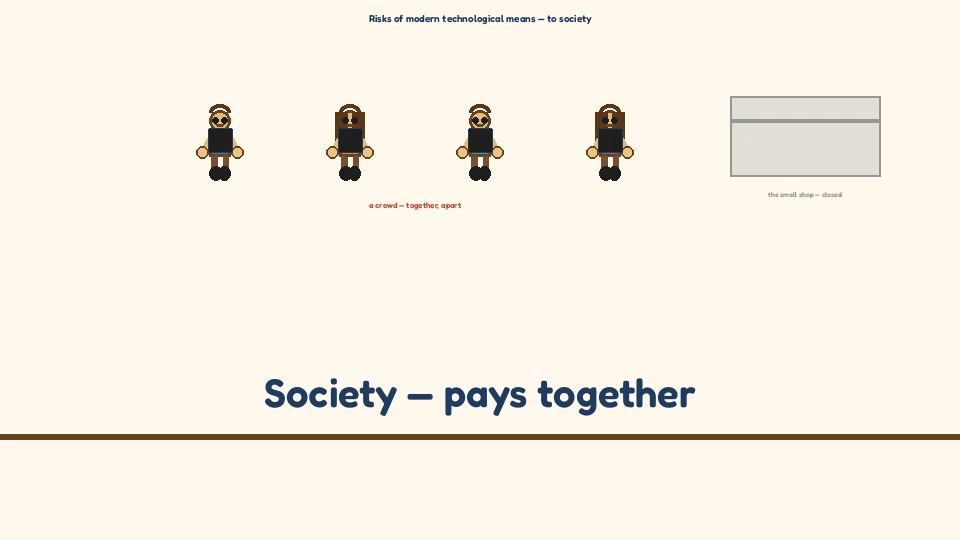 Risks of modern technological means — to society
the small shop — closed
a crowd — together, apart
Society — pays together